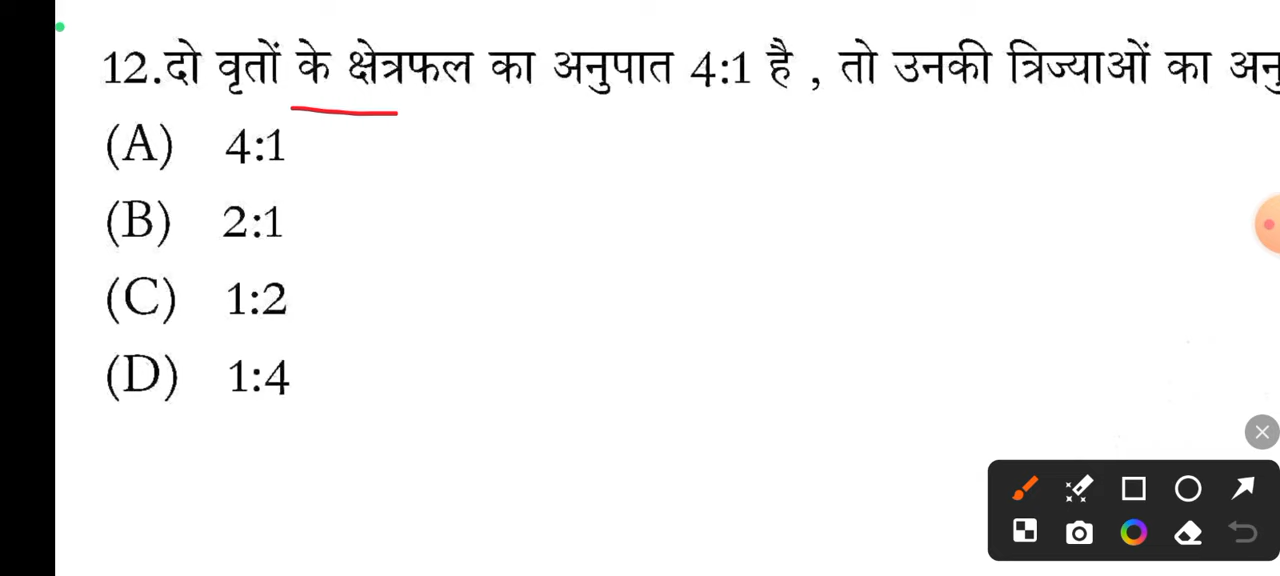 12.दो वृतों के क्षेत्रफल का अनुपात 4:1 है , तो उनकी त्रिज्याओं का
(A) 4:1
(B) 2:1
(C) 1:2
(D) 1:4